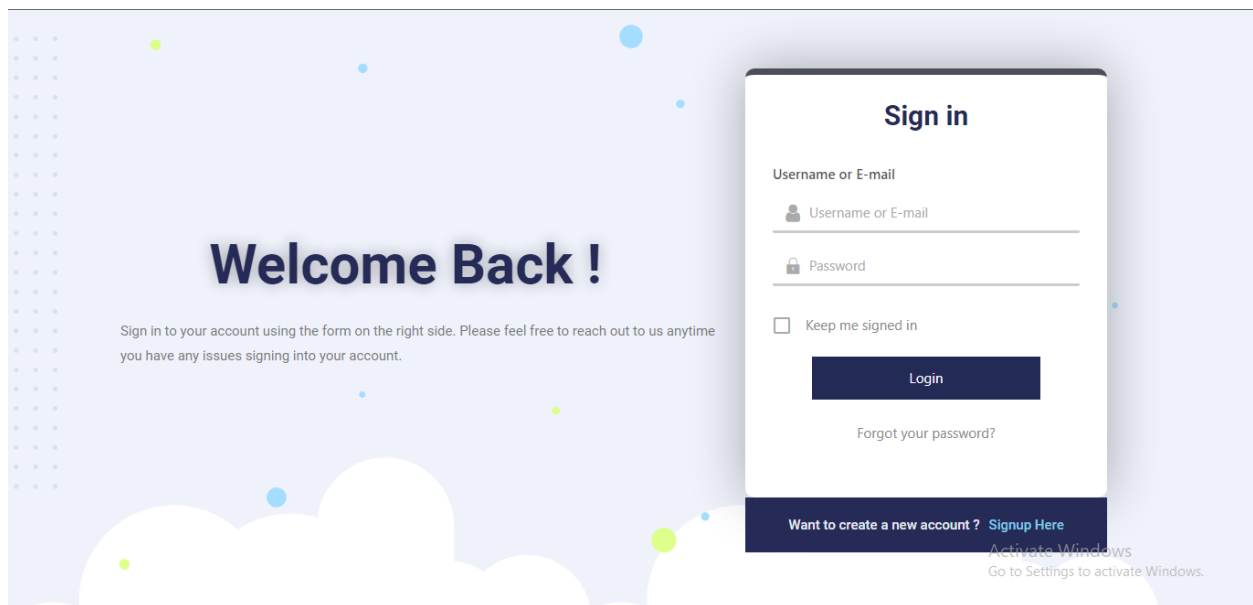 Welcome Back !
Sign in to your account using the form on the right side. Please feel free to reach out to us anytime
you have any issues signing into your account.
Sign in
Username or E-mail
Username or E-mail
Password
Keep me signed in
Login
Forgot your password?
Want to create a new account ? Signup Here
Activate Windows
Go to Settings to activate Windows.